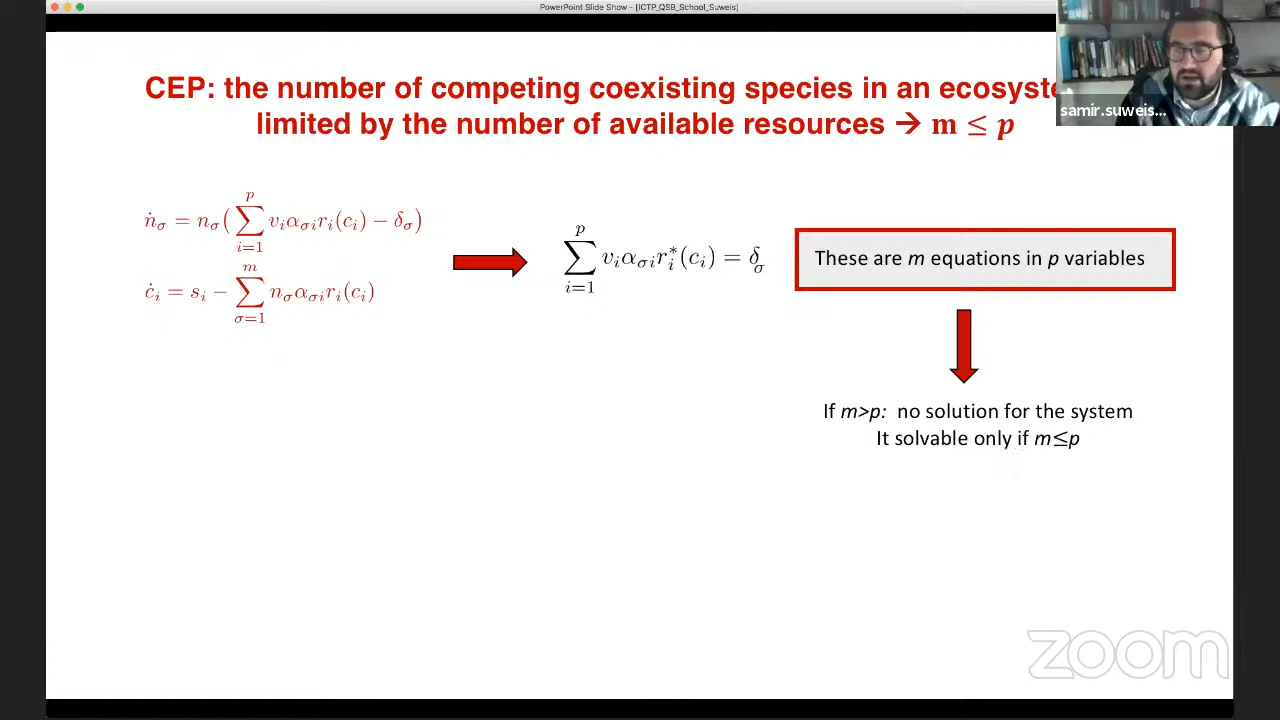 PowerPoint Slide Show - [ICTP_QSB_School_Suweis]
CEP: the number of competing coexisting species in an ecosyste
limited by the number of available resources → m ≤ p
samir.suweis...
ṅ_σ = n_σ(∑_{i=1}^{p} v_i α_{σi} r_i(c_i) − δ_σ)
ċ_i = s_i − ∑_{σ=1}^{m} n_σ α_{σi} r_i(c_i)
∑_{i=1}^{p} v_i α_{σi} r_i^*(c_i) = δ_σ
These are m equations in p variables
If m>p: no solution for the system
It solvable only if m≤p
zoom